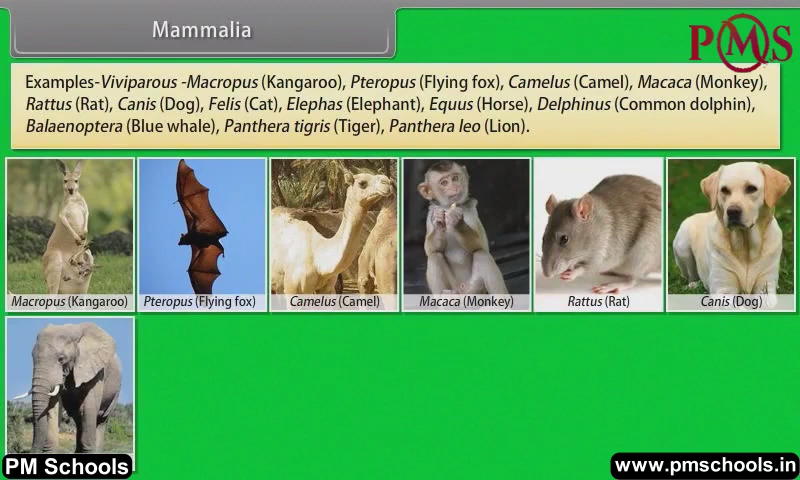 Mammalia
PMS
Examples-Viviparous -Macropus (Kangaroo), Pteropus (Flying fox), Camelus (Camel), Macaca (Monkey),
Rattus (Rat), Canis (Dog), Felis (Cat), Elephas (Elephant), Equus (Horse), Delphinus (Common dolphin),
Balaenoptera (Blue whale), Panthera tigris (Tiger), Panthera leo (Lion).
Macropus (Kangaroo)
Pteropus (Flying fox)
Camelus (Camel)
Macaca (Monkey)
Rattus (Rat)
Canis (Dog)
PM Schools
www.pmschools.in